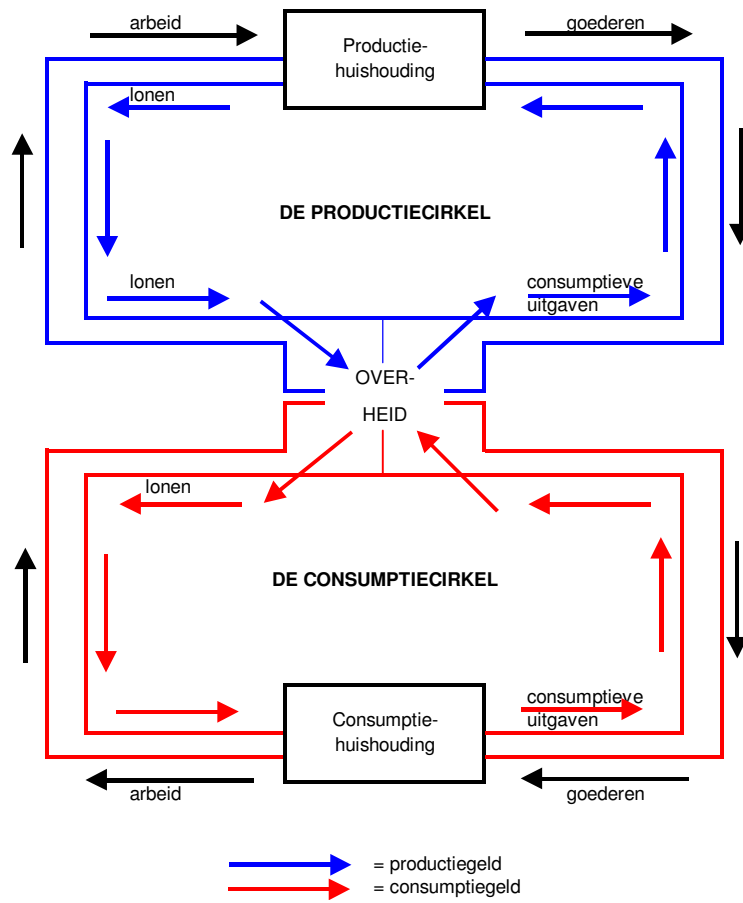 arbeid
goederen
Productie-
huishouding
lonen
DE PRODUCTIECIRKEL
lonen
consumptieve
uitgaven
OVER-
HEID
lonen
DE CONSUMPTIECIRKEL
Consumptie-
huishouding
consumptieve
uitgaven
arbeid
goederen
= productiegeld
= consumptiegeld